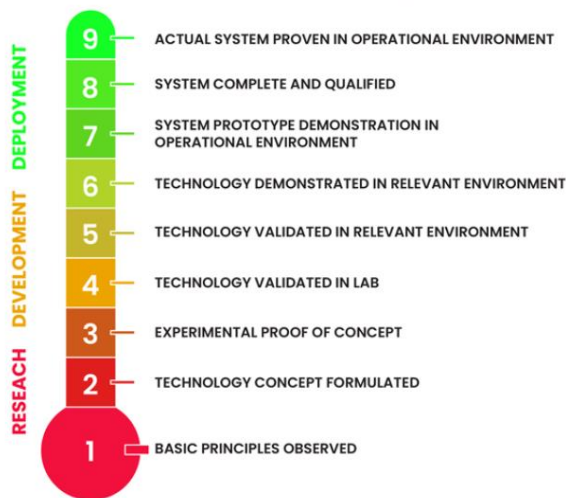 DEPLOYMENT
DEVELOPMENT
RESEACH
9 ACTUAL SYSTEM PROVEN IN OPERATIONAL ENVIRONMENT
8 SYSTEM COMPLETE AND QUALIFIED
7 SYSTEM PROTOTYPE DEMONSTRATION IN
OPERATIONAL ENVIRONMENT
6 TECHNOLOGY DEMONSTRATED IN RELEVANT ENVIRONMENT
5 TECHNOLOGY VALIDATED IN RELEVANT ENVIRONMENT
4 TECHNOLOGY VALIDATED IN LAB
3 EXPERIMENTAL PROOF OF CONCEPT
2 TECHNOLOGY CONCEPT FORMULATED
1 BASIC PRINCIPLES OBSERVED